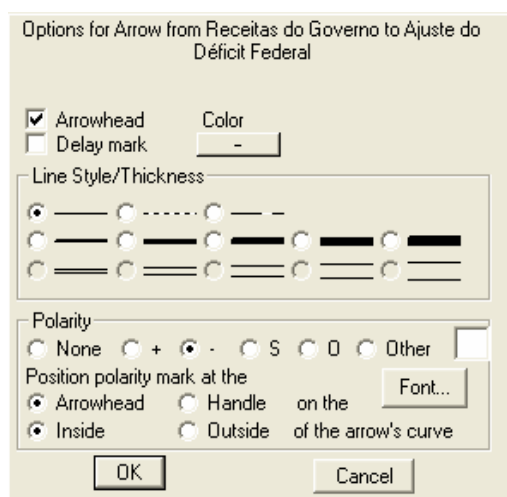 Options for Arrow from Receitas do Governo to Ajuste do
Déficit Federal
Arrowhead Color
Delay mark -
Line Style/Thickness
Polarity
None + - S O Other
Position polarity mark at the
Font...
Arrowhead Handle on the
Inside Outside of the arrow's curve
OK Cancel